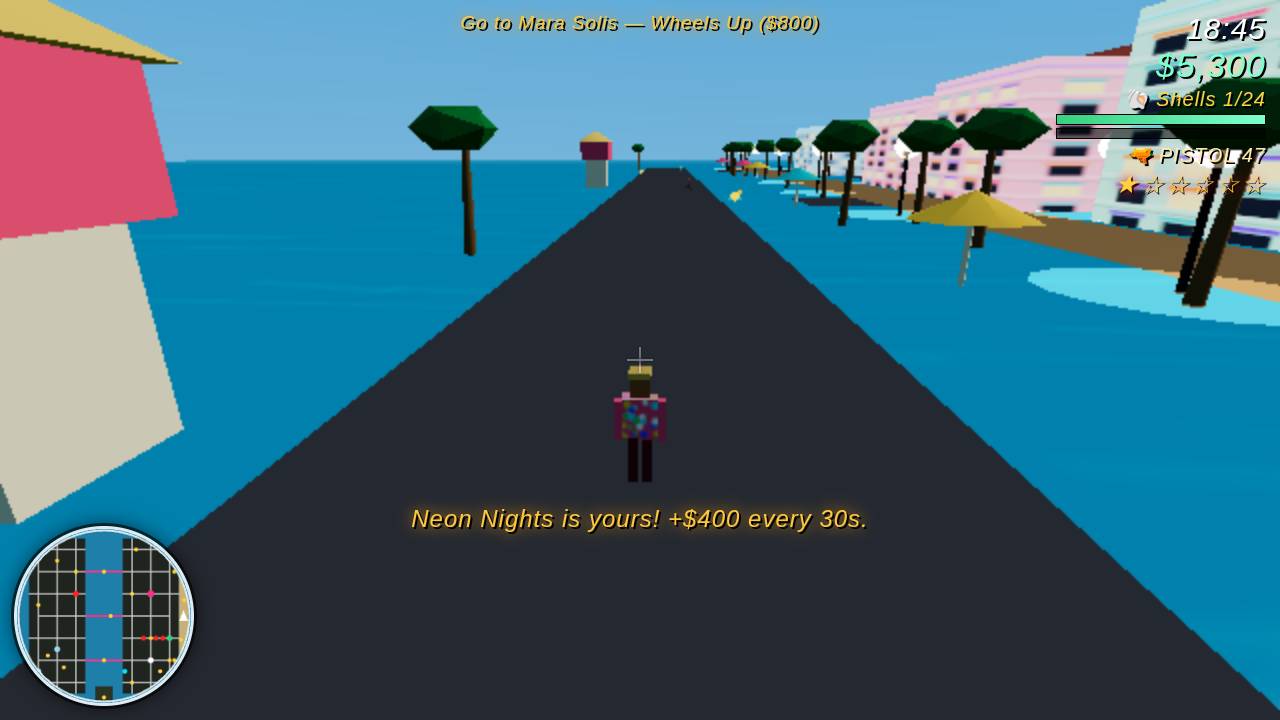 Go to Mara Solis — Wheels Up ($800)
18:45
$5,300
Shells 1/24
PISTOL 47
Neon Nights is yours! +$400 every 30s.